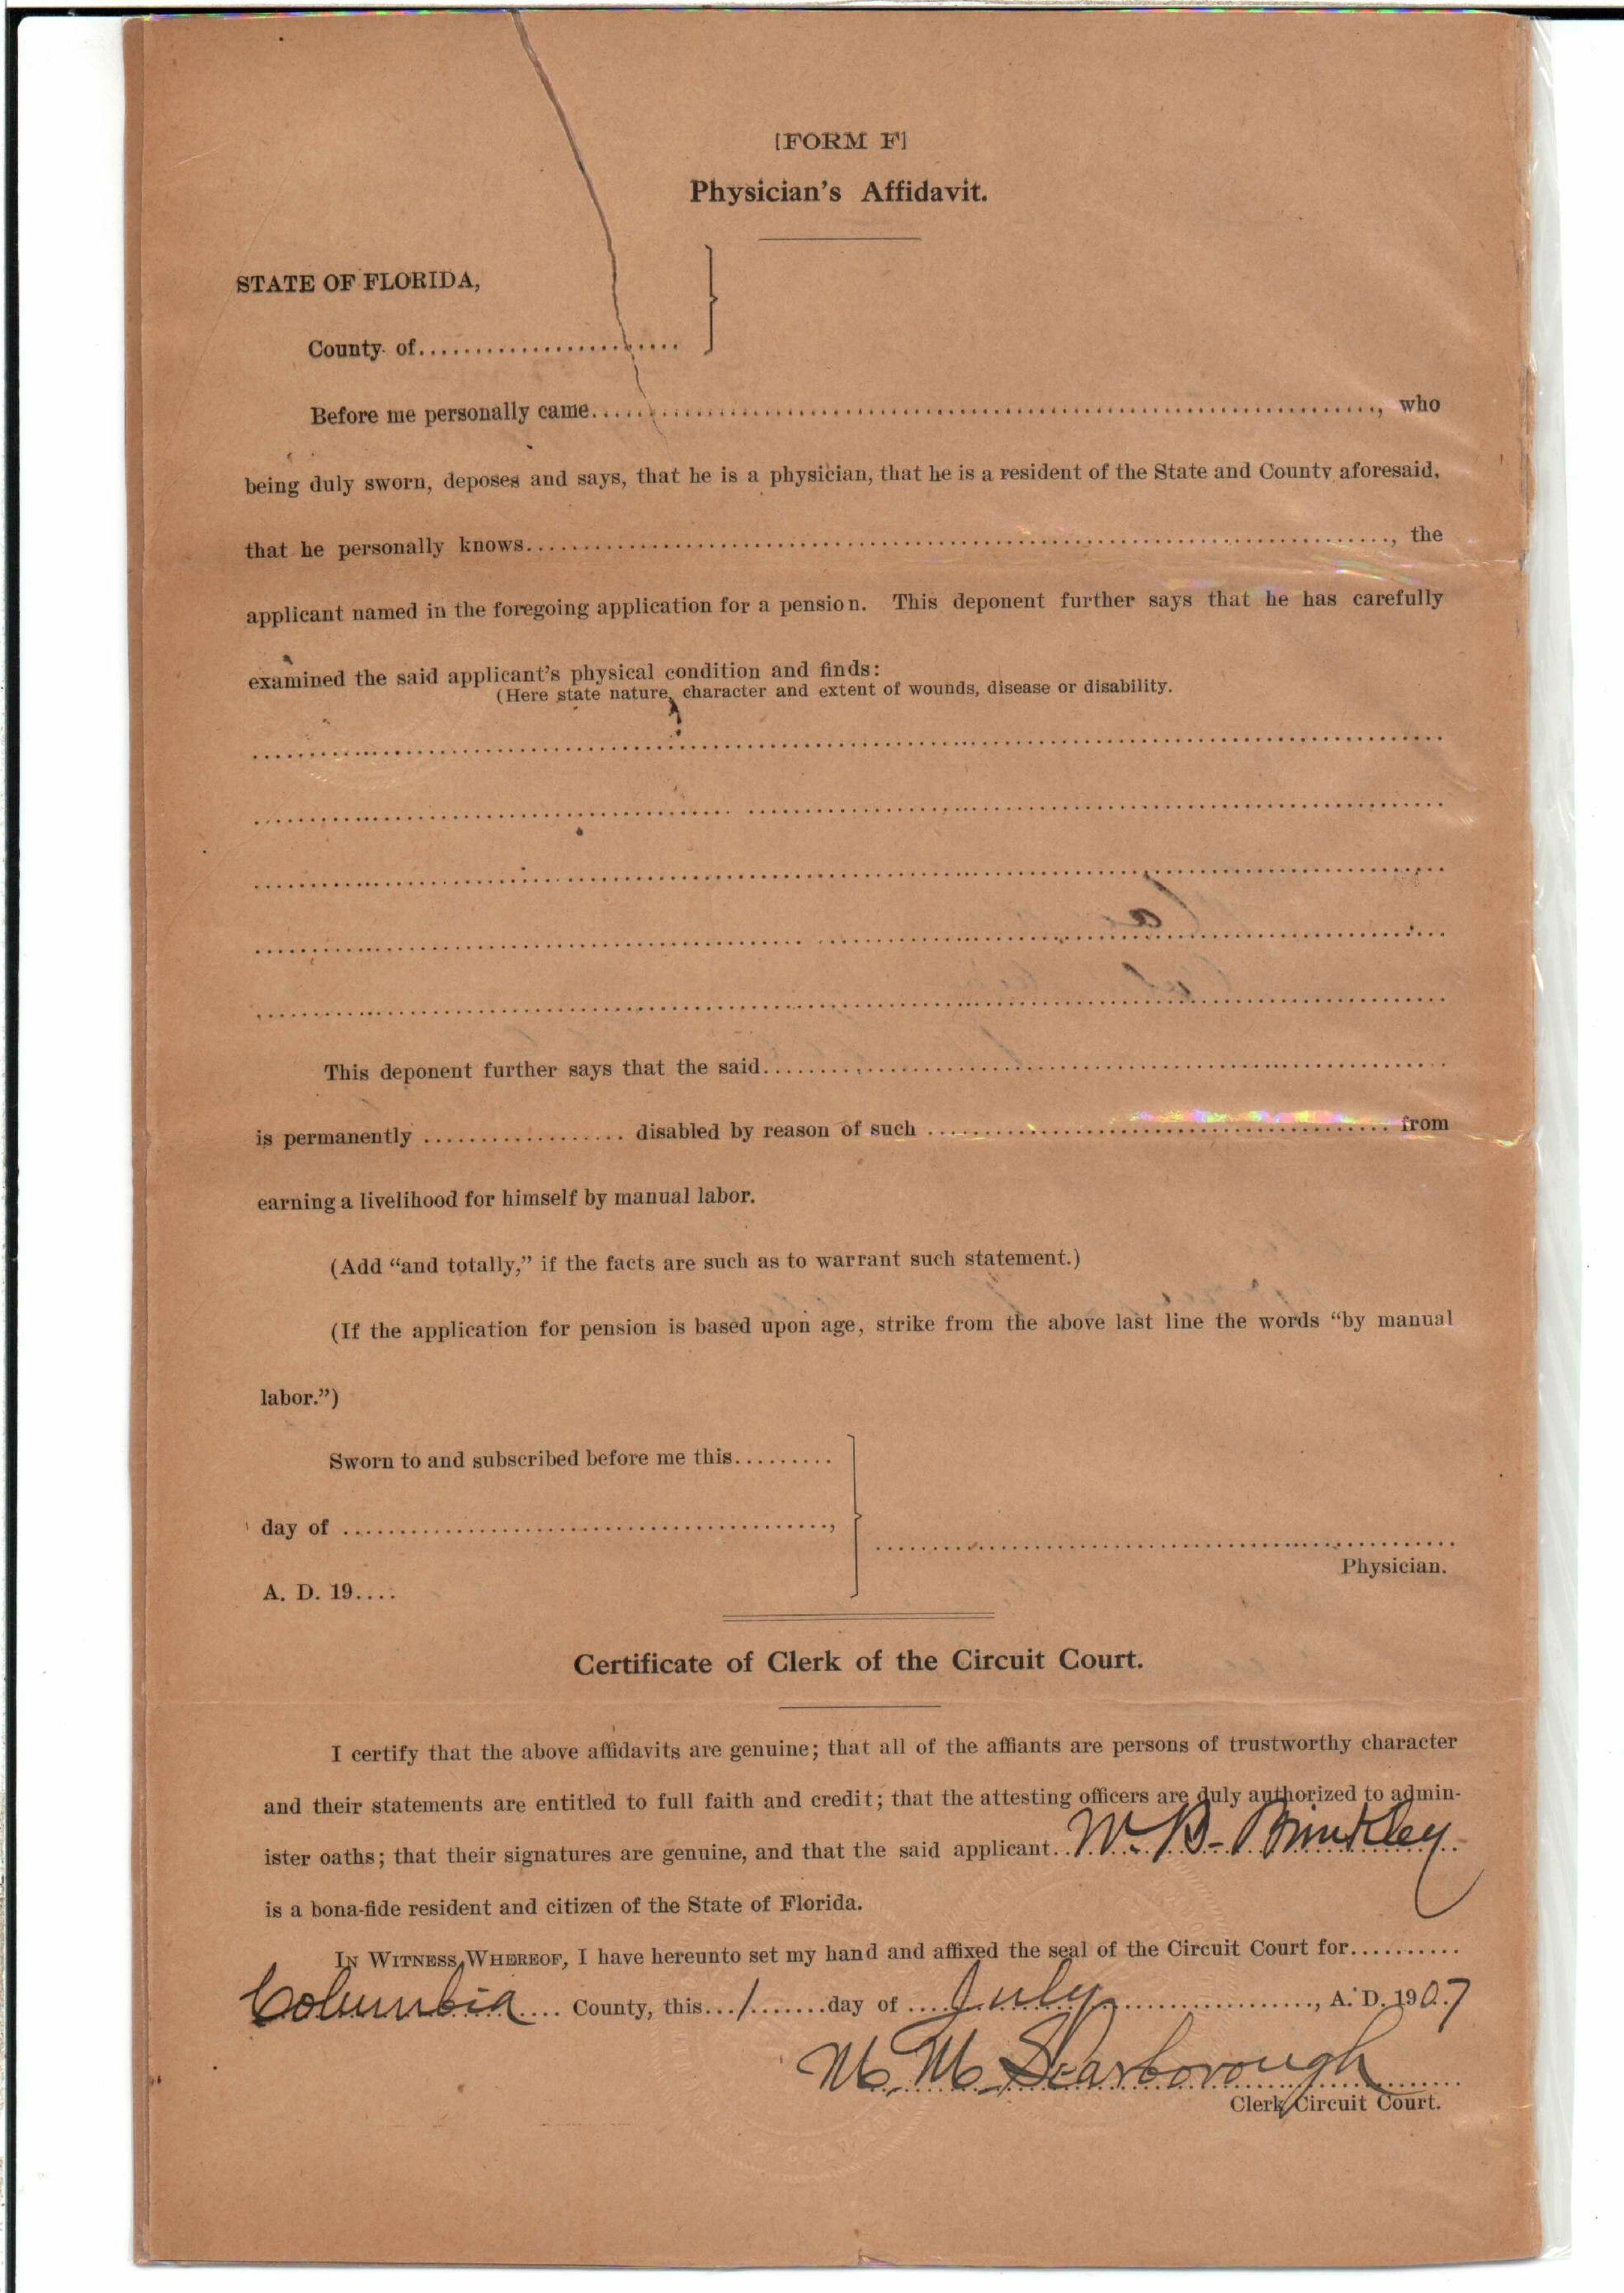 [FORM F]
Physician's Affidavit.
STATE OF FLORIDA,
County of........................
Before me personally came................................................................................, who
being duly sworn, deposes and says, that he is a physician, that he is a resident of the State and County aforesaid,
that he personally knows................................................................................, the
applicant named in the foregoing application for a pension. This deponent further says that he has carefully
examined the said applicant's physical condition and finds:
(Here state nature, character and extent of wounds, disease or disability.
This deponent further says that the said................................................................
is permanently .................. disabled by reason of such ........................................ from
earning a livelihood for himself by manual labor.
(Add “and totally,” if the facts are such as to warrant such statement.)
(If the application for pension is based upon age, strike from the above last line the words “by manual
labor.”)
Sworn to and subscribed before me this.........
day of ............................................,
Physician.
A. D. 19....
Certificate of Clerk of the Circuit Court.
I certify that the above affidavits are genuine; that all of the affiants are persons of trustworthy character
and their statements are entitled to full faith and credit; that the attesting officers are duly authorized to admin-
ister oaths; that their signatures are genuine, and that the said applicant.. W. B. Brinkley
is a bona-fide resident and citizen of the State of Florida.
IN WITNESS WHEREOF, I have hereunto set my hand and affixed the seal of the Circuit Court for..........
Columbia.... County, this...1.......day of ....July...................., A. D. 1907
M. M. Scarborough
Clerk Circuit Court.